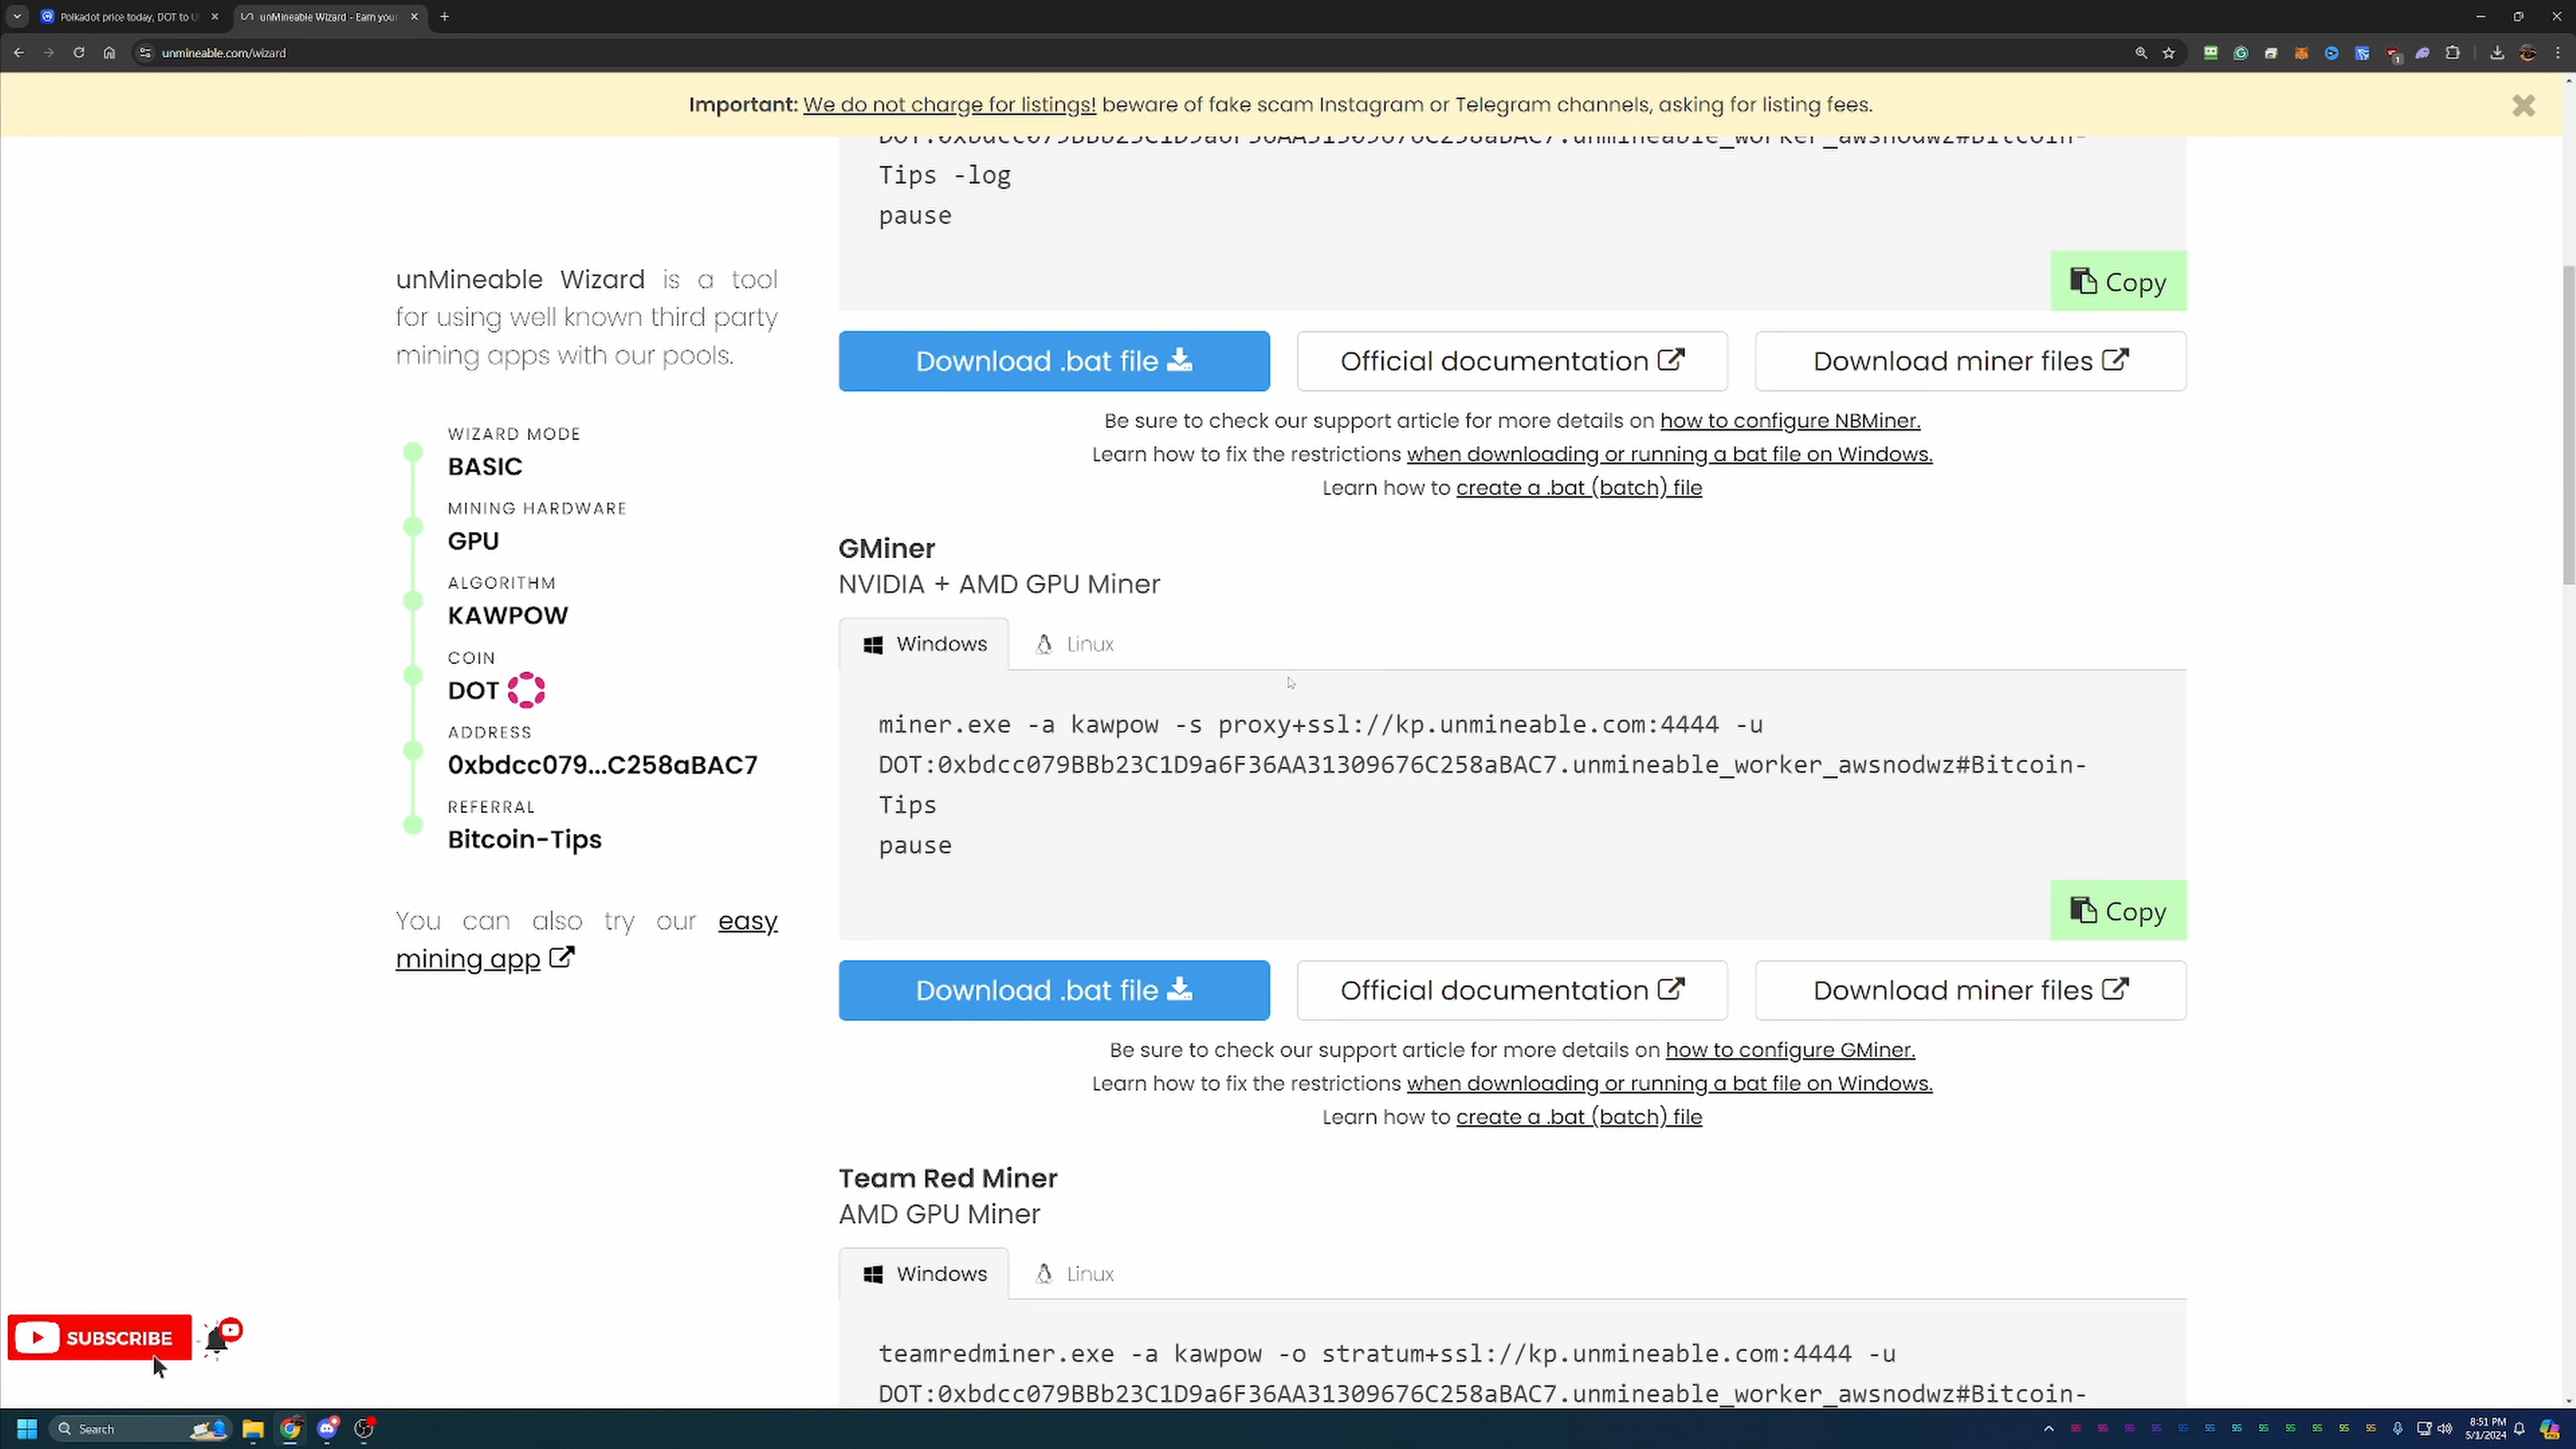 Polkadot price today, DOT to U
unMineable Wizard - Earn your
unmineable.com/wizard
Important: We do not charge for listings! beware of fake scam Instagram or Telegram channels, asking for listing fees.
DOT:0xbdcc079BBb23C1D9a6F36AA31309676C258aBAC7.unmineable_worker_awsnodwz#Bitcoin-
Tips -log
pause
Copy
Download .bat file
Official documentation
Download miner files
Be sure to check our support article for more details on how to configure NBMiner.
Learn how to fix the restrictions when downloading or running a bat file on Windows.
Learn how to create a .bat (batch) file
unMineable Wizard is a tool
for using well known third party
mining apps with our pools.
WIZARD MODE
BASIC
MINING HARDWARE
GPU
ALGORITHM
KAWPOW
COIN
DOT
ADDRESS
0xbdcc079...C258aBAC7
REFERRAL
Bitcoin-Tips
You can also try our easy
mining app
GMiner
NVIDIA + AMD GPU Miner
Windows
Linux
miner.exe -a kawpow -s proxy+ssl://kp.unmineable.com:4444 -u
DOT:0xbdcc079BBb23C1D9a6F36AA31309676C258aBAC7.unmineable_worker_awsnodwz#Bitcoin-
Tips
pause
Copy
Download .bat file
Official documentation
Download miner files
Be sure to check our support article for more details on how to configure GMiner.
Learn how to fix the restrictions when downloading or running a bat file on Windows.
Learn how to create a .bat (batch) file
Team Red Miner
AMD GPU Miner
Windows
Linux
teamredminer.exe -a kawpow -o stratum+ssl://kp.unmineable.com:4444 -u
DOT:0xbdcc079BBb23C1D9a6F36AA31309676C258aBAC7.unmineable_worker_awsnodwz#Bitcoin-
SUBSCRIBE
Search
8:51 PM
5/1/2024